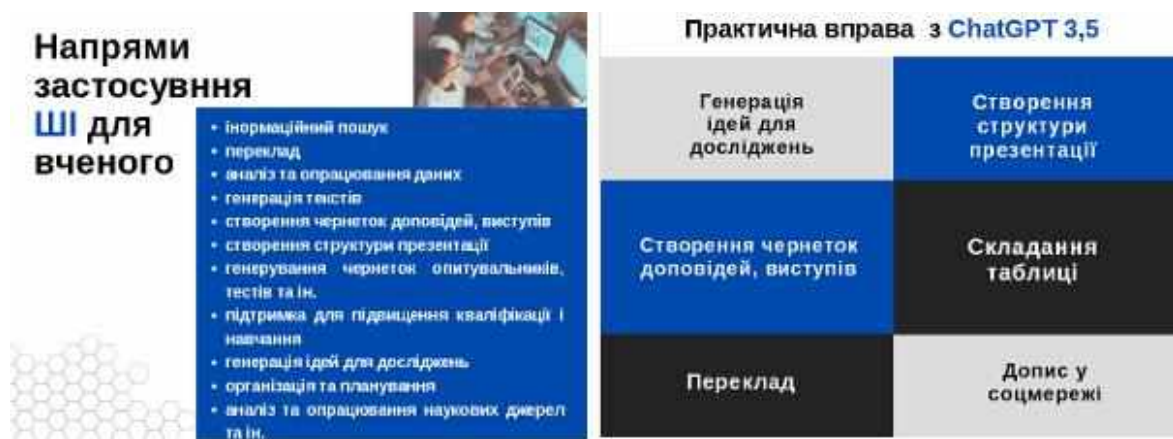 Напрями
застосувння
ШІ для
вченого
• інормаційний пошук
• переклад
• аналіз та опрацювання даних
• генерація текстів
• створення чернеток доповідей, виступів
• створення структури презентації
• генерування чернеток опитувальників,
тестів та ін.
• підтримка для підвищення кваліфікації і
навчання
• генерація ідей для досліджень
• організація та планування
• аналіз та опрацювання наукових джерел
та ін.
Практична вправа з ChatGPT 3,5
Генерація
ідей для
досліджень
Створення
структури
презентації
Створення чернеток
доповідей, виступів
Складання
таблиці
Переклад
Допис у
соцмережі